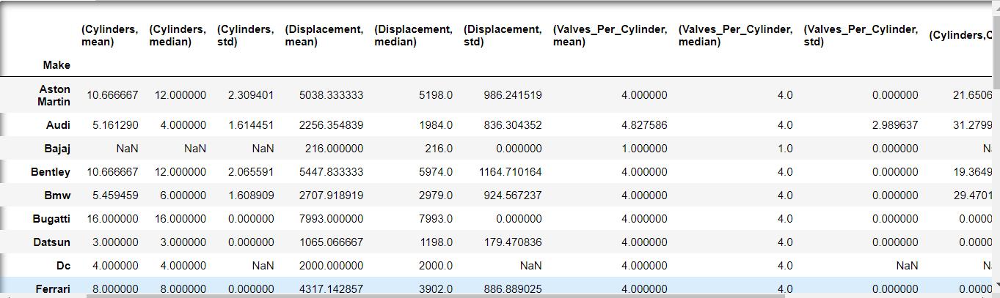 (Cylinders, (Cylinders, (Cylinders, (Displacement, (Displacement, (Displacement, (Valves_Per_Cylinder, (Valves_Per_Cylinder, (Valves_Per_Cylinder,
mean) median) std) mean) median) std) mean) median) std) (Cylinders,C
Make
Aston
Martin 10.666667 12.000000 2.309401 5038.333333 5198.0 986.241519 4.000000 4.0 0.000000 21.6506
Audi 5.161290 4.000000 1.614451 2256.354839 1984.0 836.304352 4.827586 4.0 2.989637 31.2799
Bajaj NaN NaN NaN 216.000000 216.0 0.000000 1.000000 1.0 0.000000 N
Bentley 10.666667 12.000000 2.065591 5447.833333 5974.0 1164.710164 4.000000 4.0 0.000000 19.3649
Bmw 5.459459 6.000000 1.608909 2707.918919 2979.0 924.567237 4.000000 4.0 0.000000 29.4701
Bugatti 16.000000 16.000000 0.000000 7993.000000 7993.0 0.000000 4.000000 4.0 0.000000 0.0000
Datsun 3.000000 3.000000 0.000000 1065.066667 1198.0 179.470836 4.000000 4.0 0.000000 0.0000
Dc 4.000000 4.000000 NaN 2000.000000 2000.0 NaN 4.000000 4.0 NaN N
Ferrari 8.000000 8.000000 0.000000 4317.142857 3902.0 886.889025 4.000000 4.0 0.000000 0.0000